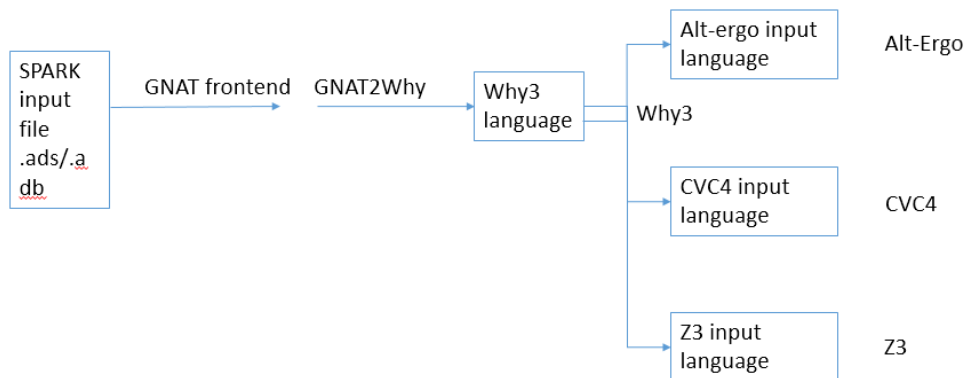 SPARK
input
file
.ads/.a
db
GNAT frontend
GNAT2Why
Why3
language
Why3
Alt-ergo input
language
Alt-Ergo
CVC4 input
language
CVC4
Z3 input
language
Z3